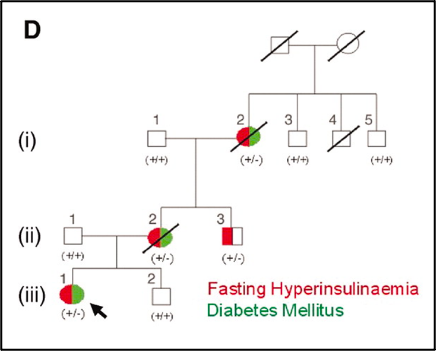 D
1 2 3 4 5
(i)
(+/+) (+/-) (+/+) (+/+)
1 2 3
(ii)
(+/+) (+/-) (+/-)
1 2
(iii)
(+/-) (+/+)
Fasting Hyperinsulinaemia
Diabetes Mellitus